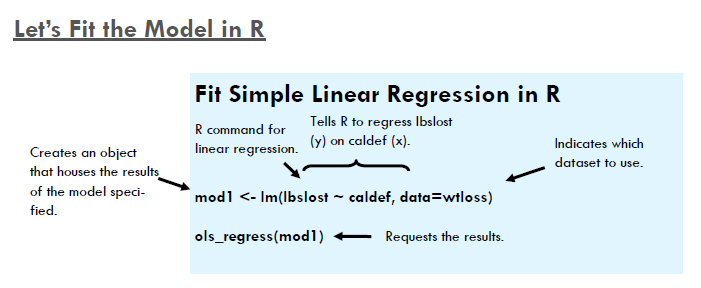 Let's Fit the Model in R
Fit Simple Linear Regression in R
R command for
linear regression.
Tells R to regress lbslost
(y) on caldef (x).
Indicates which
dataset to use.
Creates an object
that houses the results
of the model speci-
fied.
mod1 <- lm(lbslost ~ caldef, data=wtloss)
ols_regress(mod1)
Requests the results.